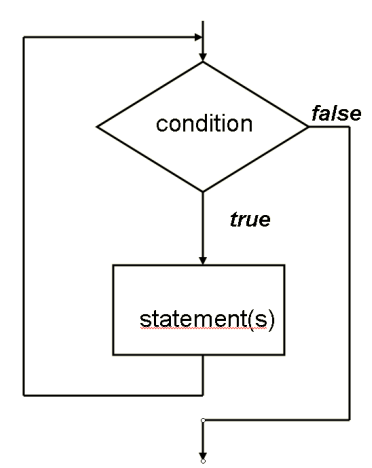 condition
false
true
statement(s)